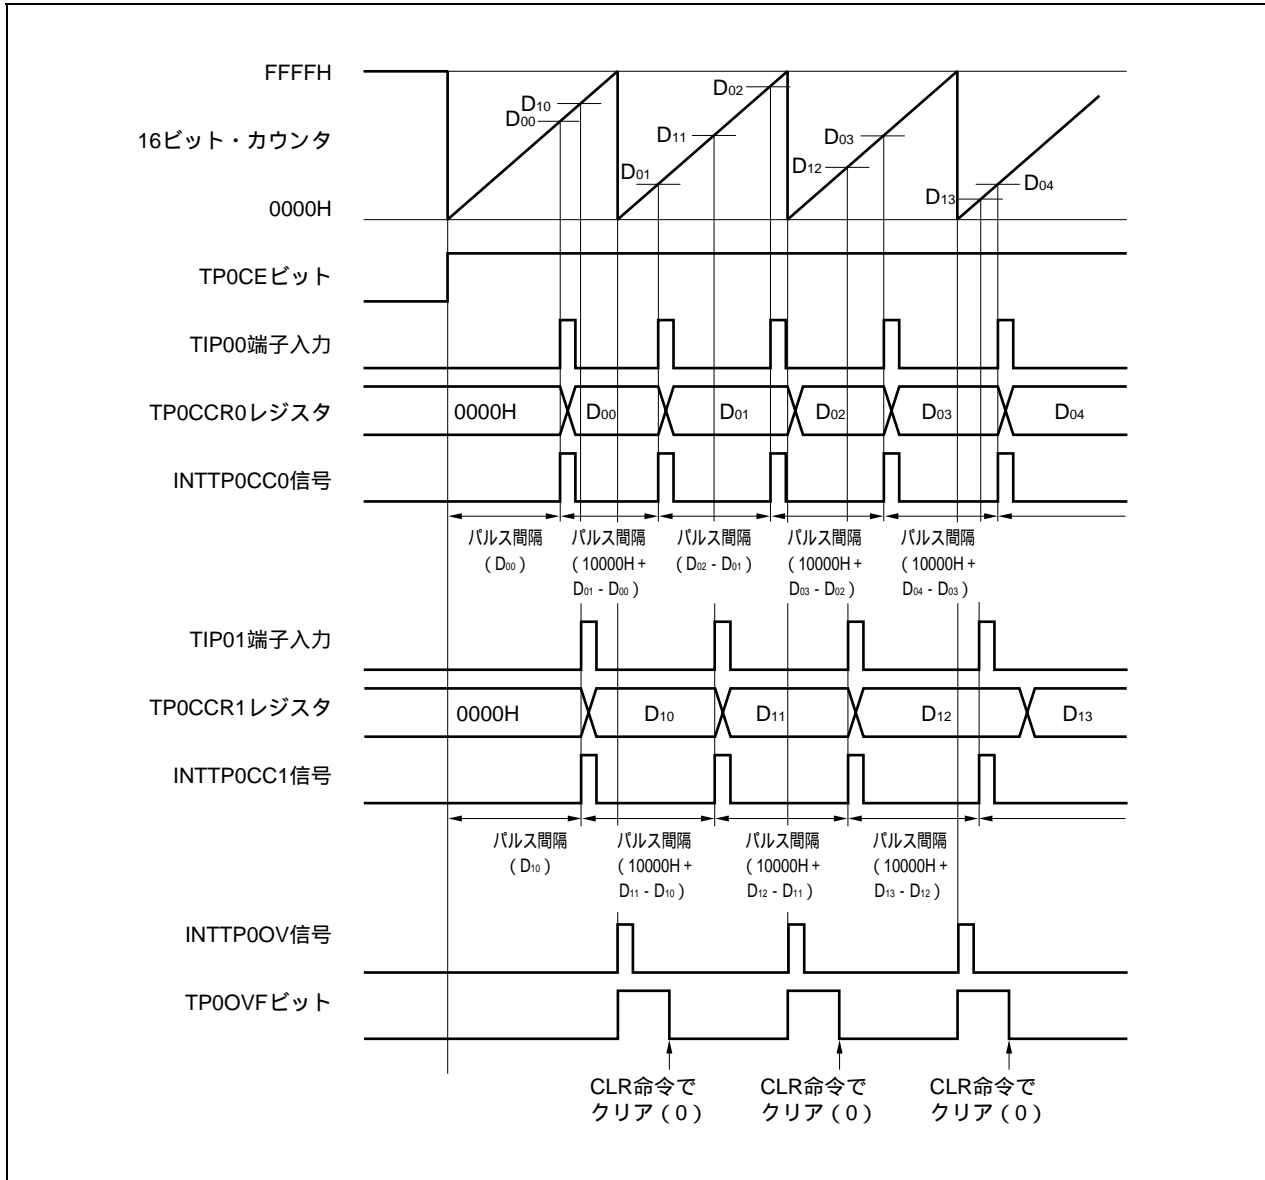 FFFFH
D10
D00
16ビット・カウンタ
D01
D11
D02
D12
D03
D13
D04
0000H
TP0CEビット
TIP00端子入力
TP0CCR0レジスタ
0000H
D00
D01
D02
D03
D04
INTTP0CC0信号
パルス間隔
(D00)
パルス間隔
(10000H +
D01 - D00)
パルス間隔
(D02 - D01)
パルス間隔
(10000H +
D03 - D02)
パルス間隔
(10000H +
D04 - D03)
TIP01端子入力
TP0CCR1レジスタ
0000H
D10
D11
D12
D13
INTTP0CC1信号
パルス間隔
(D10)
パルス間隔
(10000H +
D11 - D10)
パルス間隔
(10000H +
D12 - D11)
パルス間隔
(10000H +
D13 - D12)
INTTP0OV信号
TP0OVFビット
CLR命令で
クリア(0)
CLR命令で
クリア(0)
CLR命令で
クリア(0)